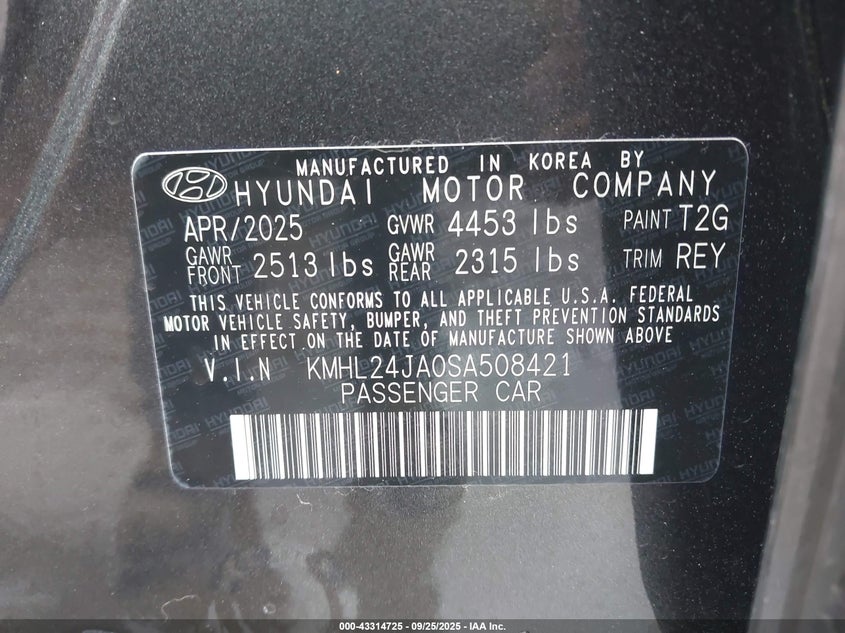 MANUFACTURED IN KOREA BY
HYUNDAI MOTOR COMPANY
APR/2025 GVWR 4453 lbs PAINT T2G
GAWR FRONT 2513 lbs GAWR REAR 2315 lbs TRIM REY
THIS VEHICLE CONFORMS TO ALL APPLICABLE U.S.A. FEDERAL
MOTOR VEHICLE SAFETY, BUMPER, AND THEFT PREVENTION STANDARDS
IN EFFECT ON THE DATE OF MANUFACTURE SHOWN ABOVE
V.I.N KMHL24JA0SA508421
PASSENGER CAR
000-43314725 - 09/25/2025 - IAA Inc.